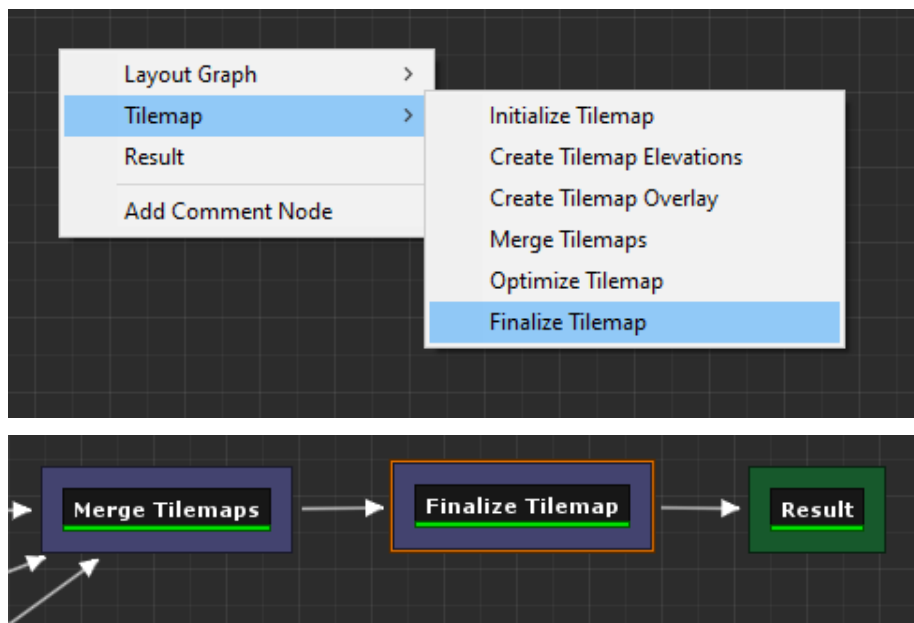 Layout Graph
Tilemap
Result
Add Comment Node
Initialize Tilemap
Create Tilemap Elevations
Create Tilemap Overlay
Merge Tilemaps
Optimize Tilemap
Finalize Tilemap
Merge Tilemaps
Finalize Tilemap
Result